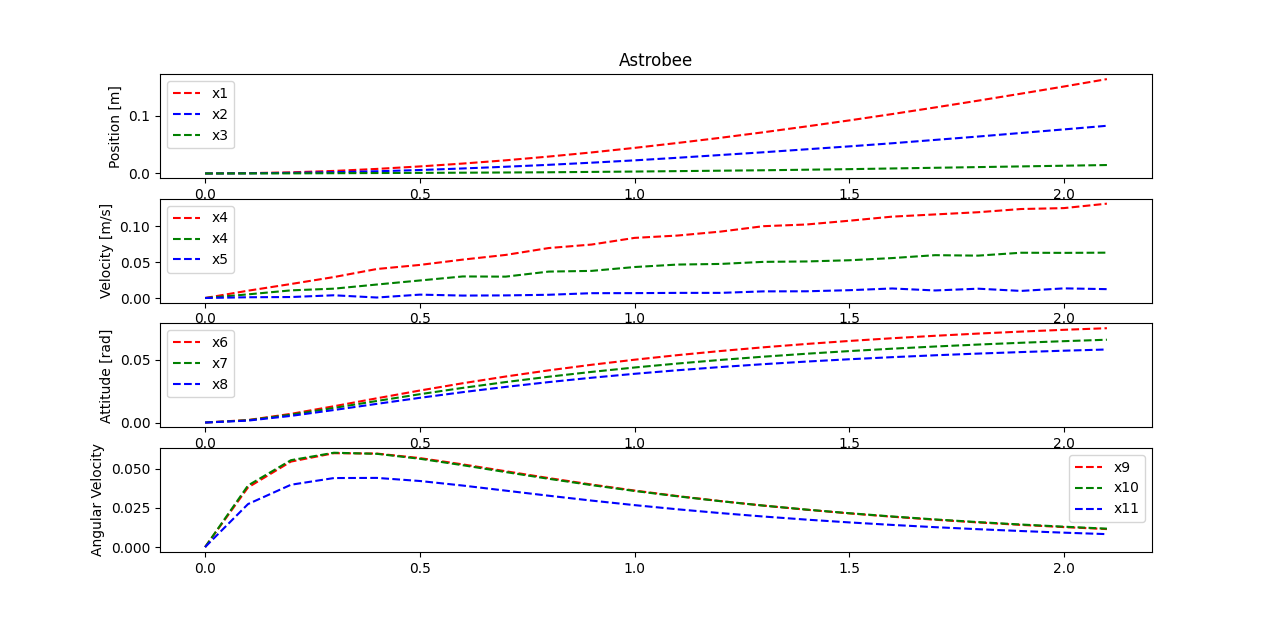 Astrobee
Position [m]
0.1
0.0
x1
x2
x3
0.0 0.5 1.0 1.5 2.0
Velocity [m/s]
0.10
0.05
0.00
x4
x4
x5
0.0 0.5 1.0 1.5 2.0
Attitude [rad]
0.05
0.00
x6
x7
x8
0.0 0.5 1.0 1.5 2.0
Angular Velocity
0.050
0.025
0.000
x9
x10
x11
0.0 0.5 1.0 1.5 2.0